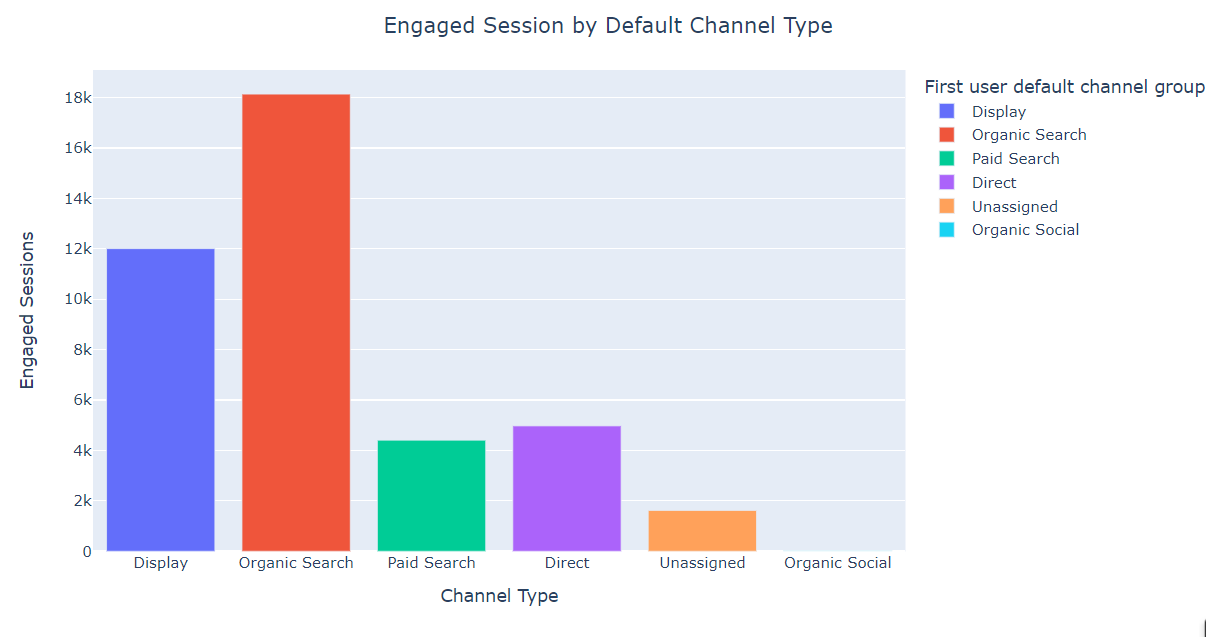 Engaged Session by Default Channel Type
Engaged Sessions
18k
16k
14k
12k
10k
8k
6k
4k
2k
0
Display
Organic Search
Paid Search
Direct
Unassigned
Organic Social
Channel Type
First user default channel group
Display
Organic Search
Paid Search
Direct
Unassigned
Organic Social